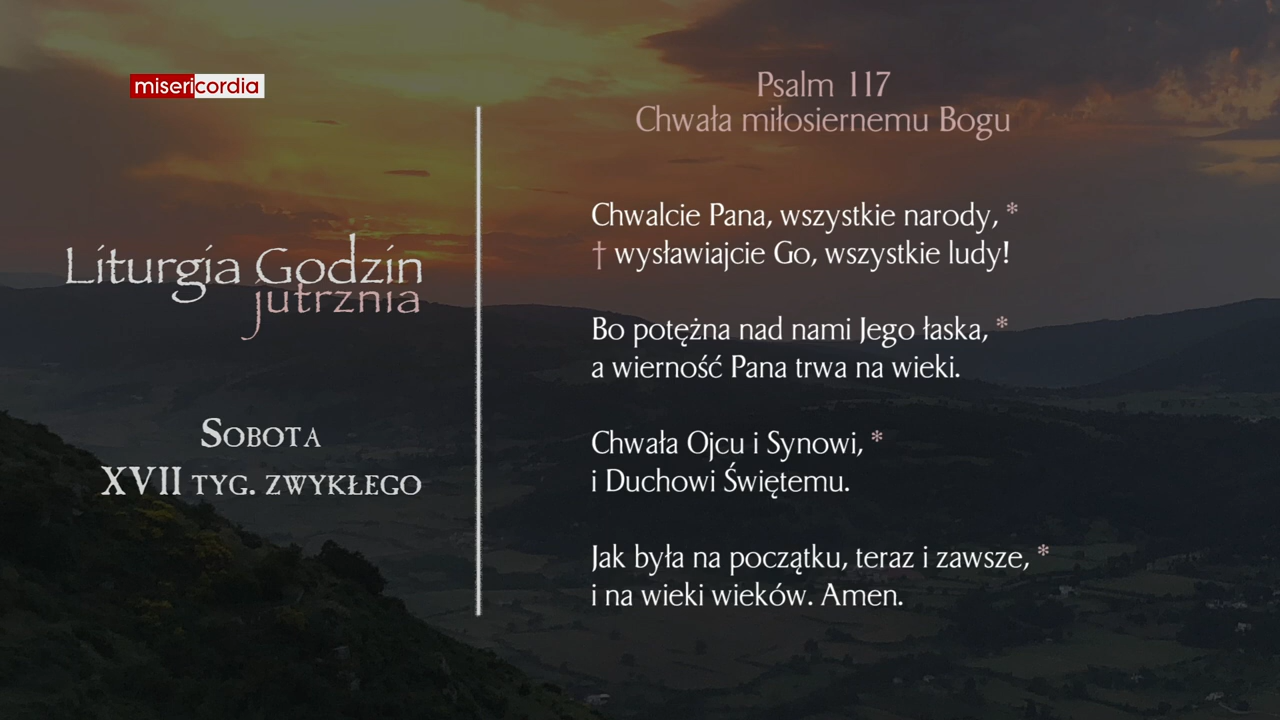 misericordia
Liturgia Godzin
jutrznia
Sobota
XVII tyg. zwykłego
Psalm 117
Chwała miłosiernemu Bogu
Chwalcie Pana, wszystkie narody, *
† wysławiajcie Go, wszystkie ludy!
Bo potężna nad nami Jego łaska, *
a wierność Pana trwa na wieki.
Chwała Ojcu i Synowi, *
i Duchowi Świętemu.
Jak była na początku, teraz i zawsze, *
i na wieki wieków. Amen.